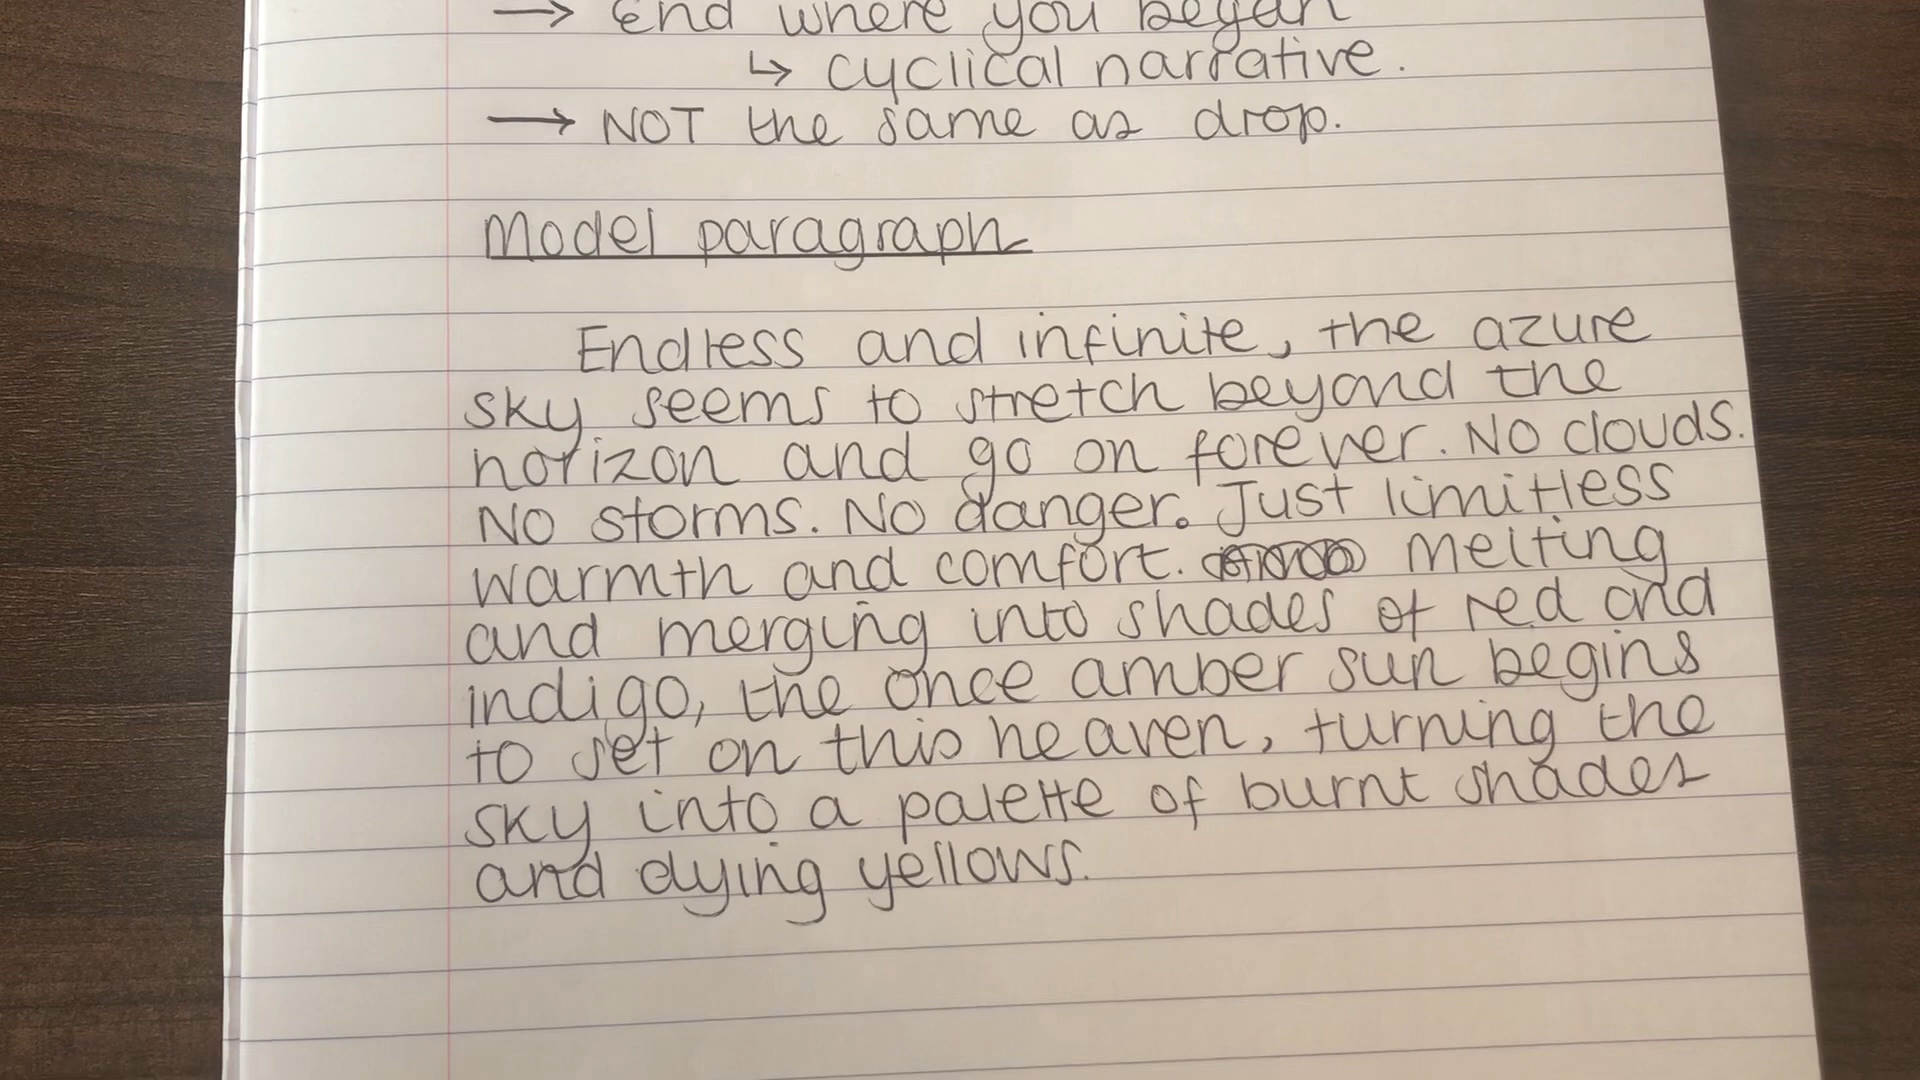 → End where you began
↳ cyclical narrative.
→ NOT the same as drop.
Model paragraph
Endless and infinite, the azure
sky seems to stretch beyond the
horizon and go on forever. No clouds.
No storms. No danger. Just limitless
warmth and comfort. Melting
and merging into shades of red and
indigo, the once amber sun begins
to set on this heaven, turning the
sky into a palette of burnt shades
and dying yellows.